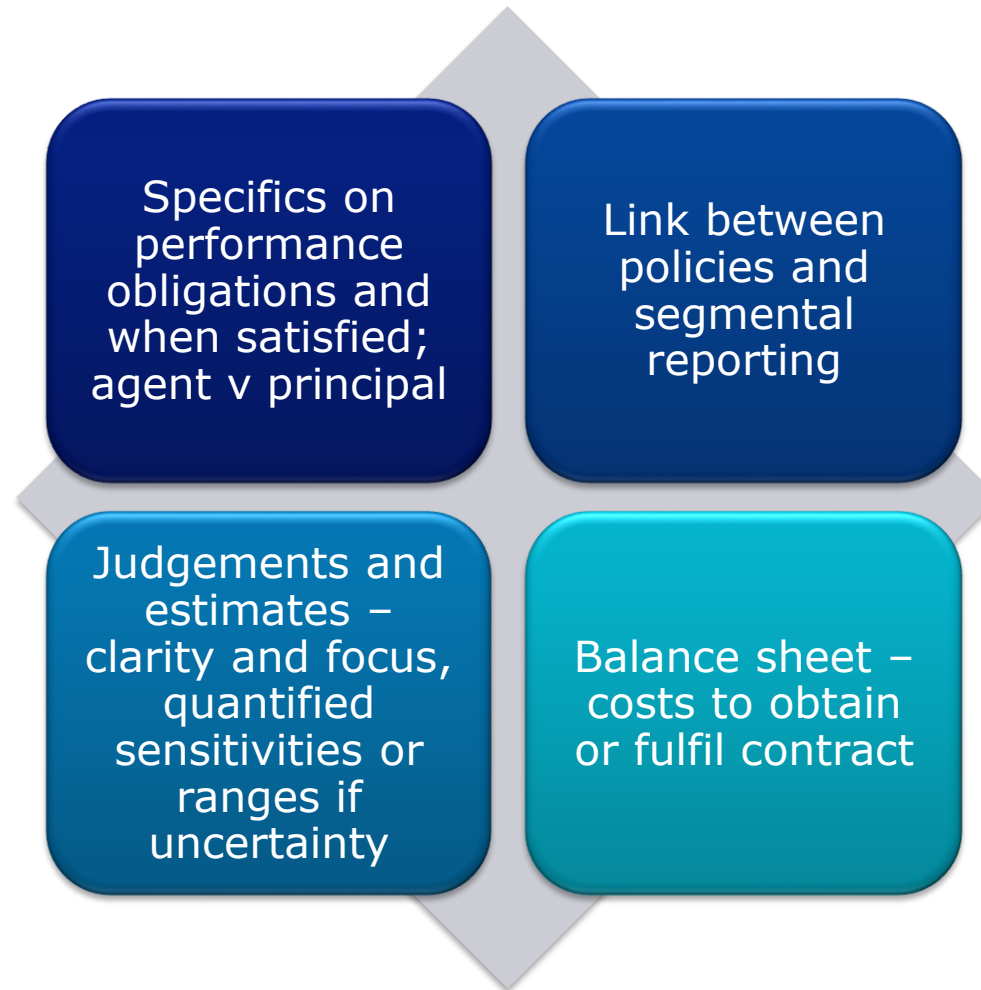 Specifics on
performance
obligations and
when satisfied;
agent v principal
Link between
policies and
segmental
reporting
Judgements and
estimates –
clarity and focus,
quantified
sensitivities or
ranges if
uncertainty
Balance sheet –
costs to obtain
or fulfil contract